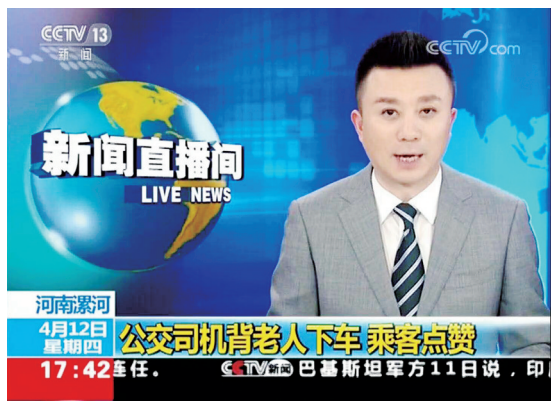 CCTV 13
新闻
CCTV.com
新闻直播间
LIVE NEWS
河南漯河
4月12日
星期四
公交司机背老人下车 乘客点赞
17:42
连任。 CCTV新闻 巴基斯坦军方11日说，印